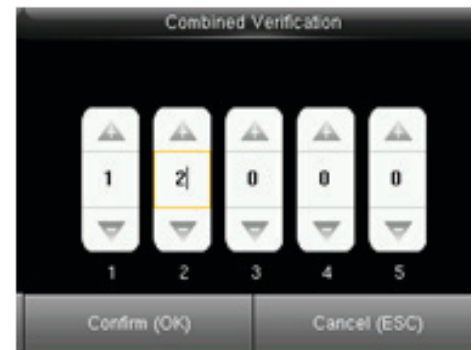 Combined Verification
1 2 0 0 0
1 2 3 4 5
Confirm (OK) Cancel (ESC)